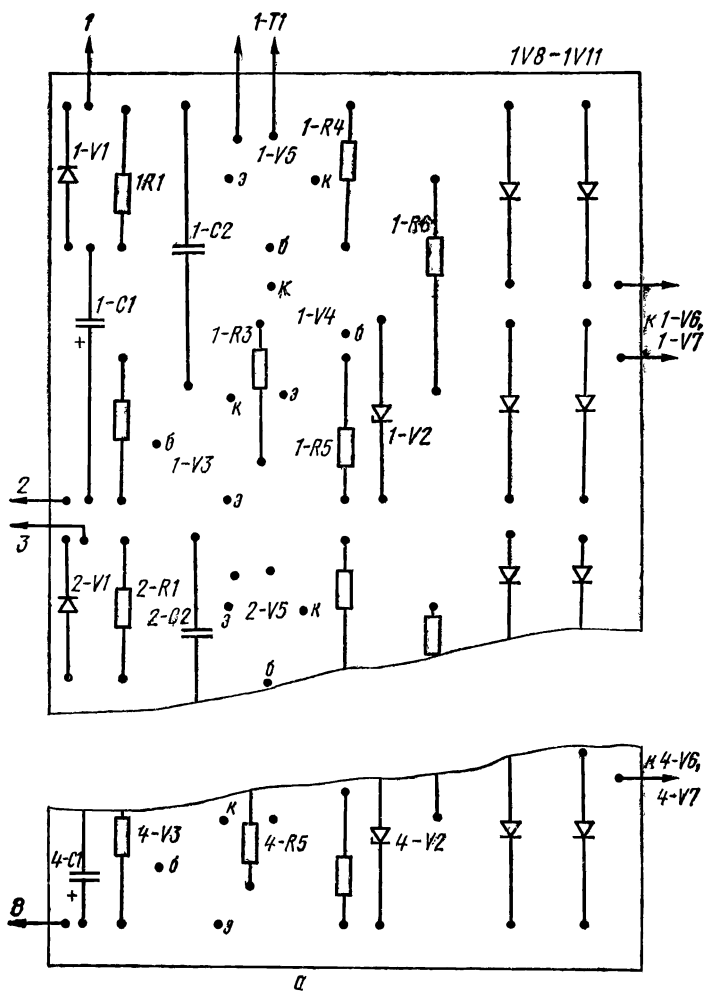 1
1-T1
1V8-1V11
1-V1
1R1
1-C2
1-V5
э
к
1-R4
б
к
1-R6
1-C1
+
1-R3
1-V4
б
к 1-V6,
1-V7
к
э
б
1-V3
1-R5
1-V2
2
э
3
2-V1
2-R1
2-C2
э
2-V5
к
б
к 4-V6,
4-V7
к
4-V3
4-R5
4-V2
4-C1
+
б
8
э
а